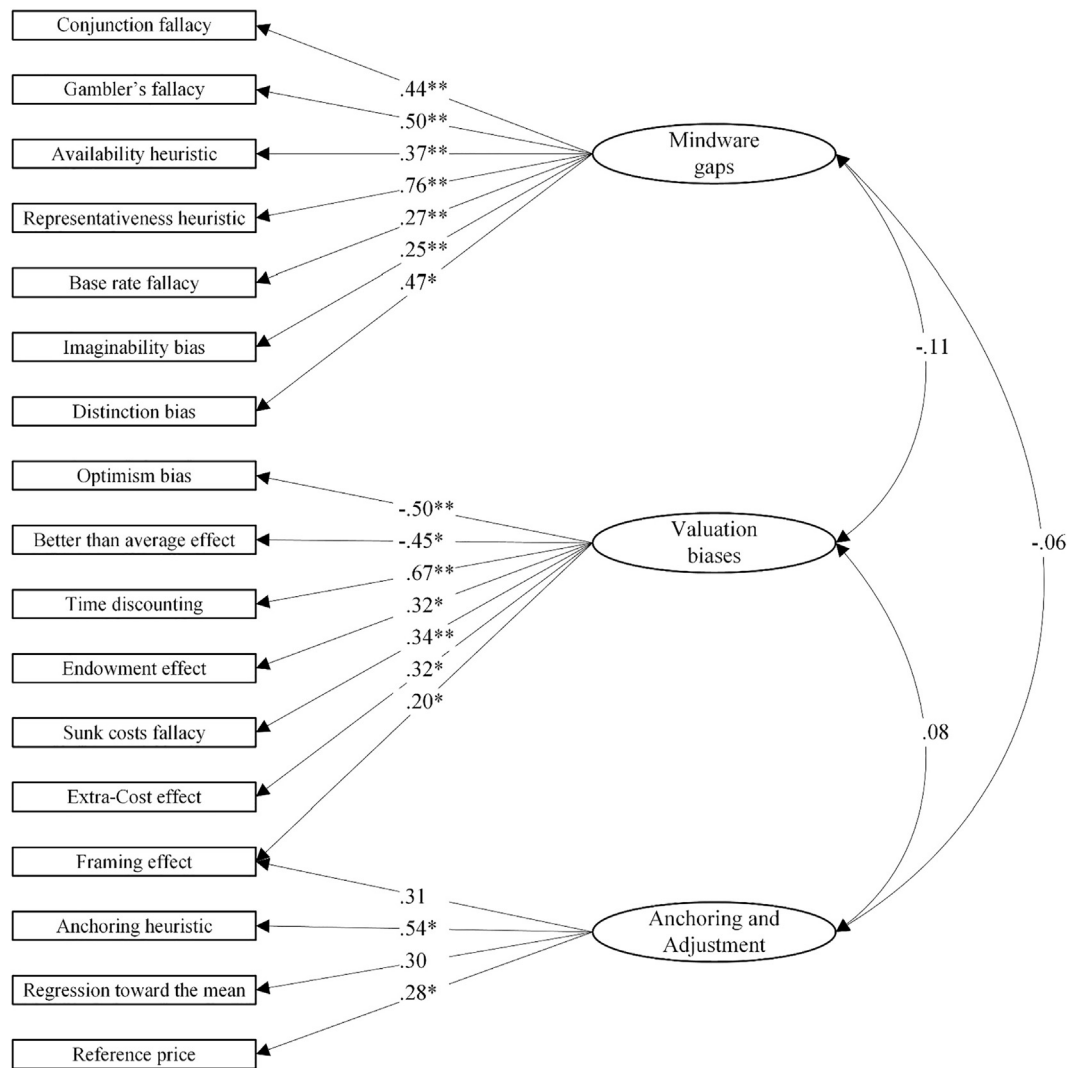 Conjunction fallacy
Gambler's fallacy
Availability heuristic
Representativeness heuristic
Base rate fallacy
Imaginability bias
Distinction bias
Optimism bias
Better than average effect
Time discounting
Endowment effect
Sunk costs fallacy
Extra-Cost effect
Framing effect
Anchoring heuristic
Regression toward the mean
Reference price
.44**
.50**
.37**
.76**
.27**
.25**
.47*
-.50**
-.45*
.67**
.32*
.34**
.32*
.20*
.31
.54*
.30
.28*
Mindware
gaps
Valuation
biases
Anchoring and
Adjustment
-.11
-.06
.08